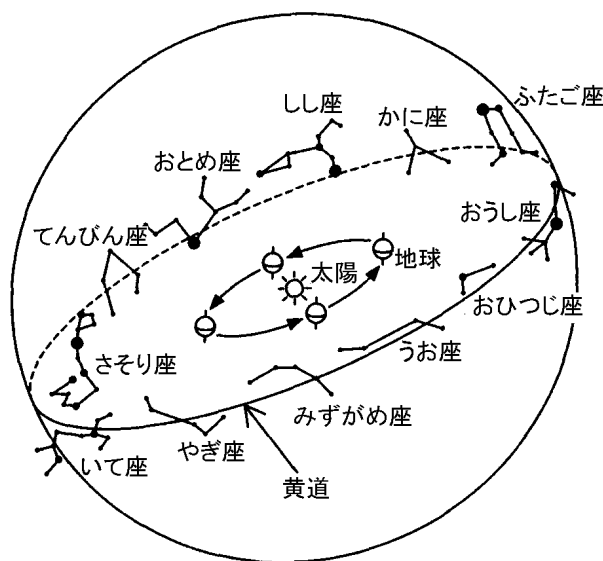 ふたご座
しし座
かに座
おとめ座
おうし座
てんびん座
太陽
地球
おひつじ座
うお座
さそり座
みずがめ座
やぎ座
いて座
黄道